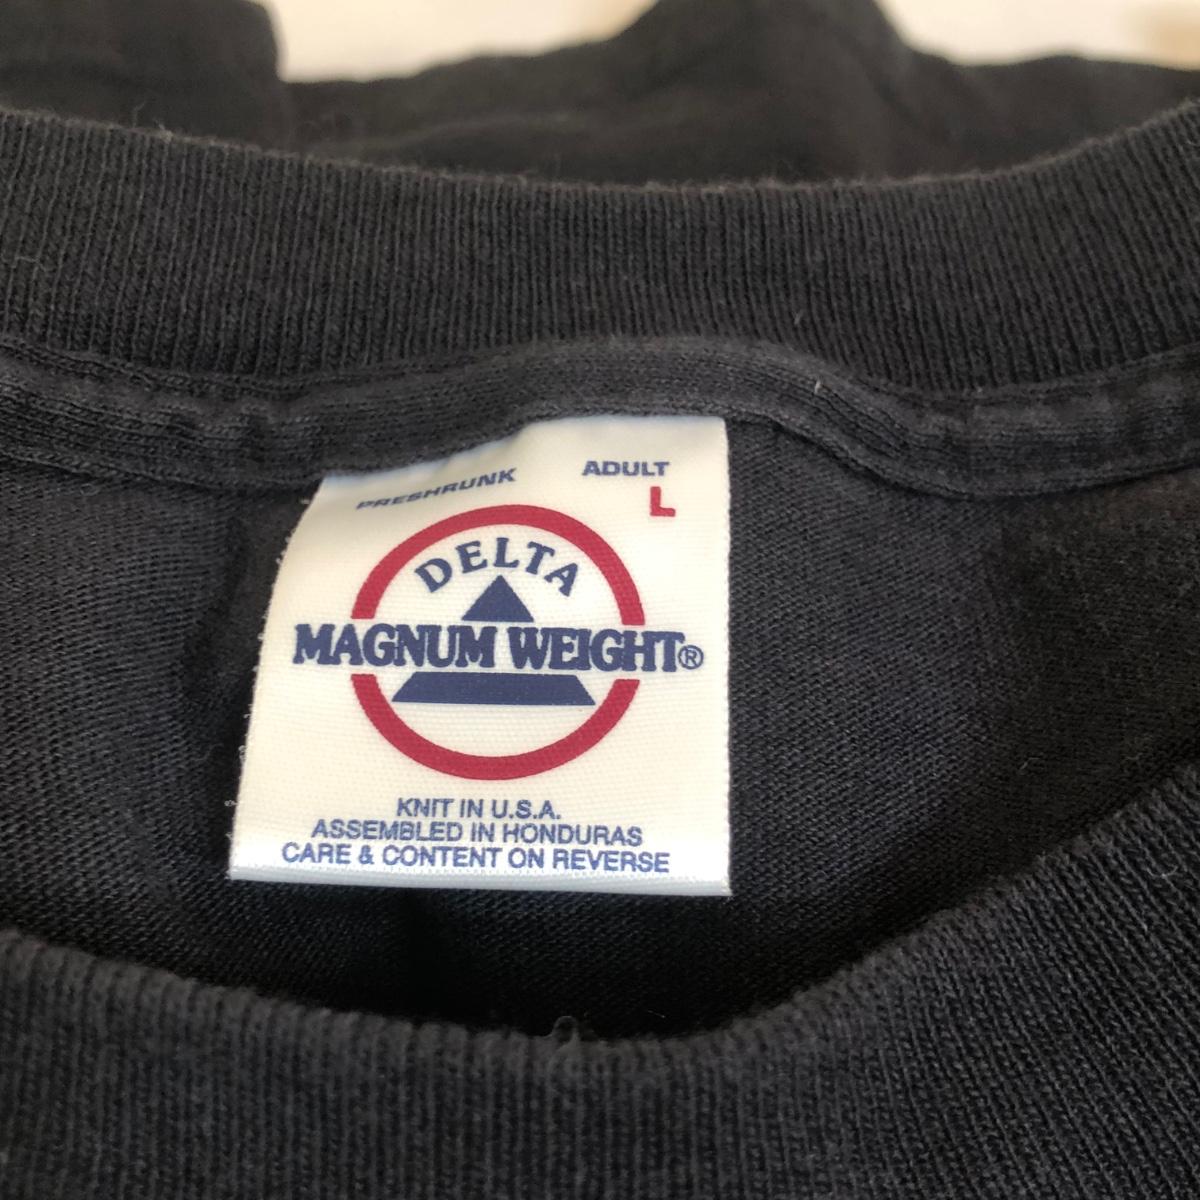 PRESHRUNK ADULT
L
DELTA
MAGNUM WEIGHT®
KNIT IN U.S.A.
ASSEMBLED IN HONDURAS
CARE & CONTENT ON REVERSE